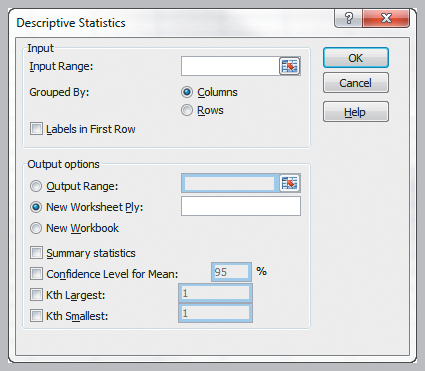 Descriptive Statistics
?
Input
Input Range:
OK
Grouped By:
Columns
Cancel
Rows
Help
Labels in First Row
Output options
Output Range:
New Worksheet Ply:
New Workbook
Summary statistics
Confidence Level for Mean: 95 %
Kth Largest: 1
Kth Smallest: 1